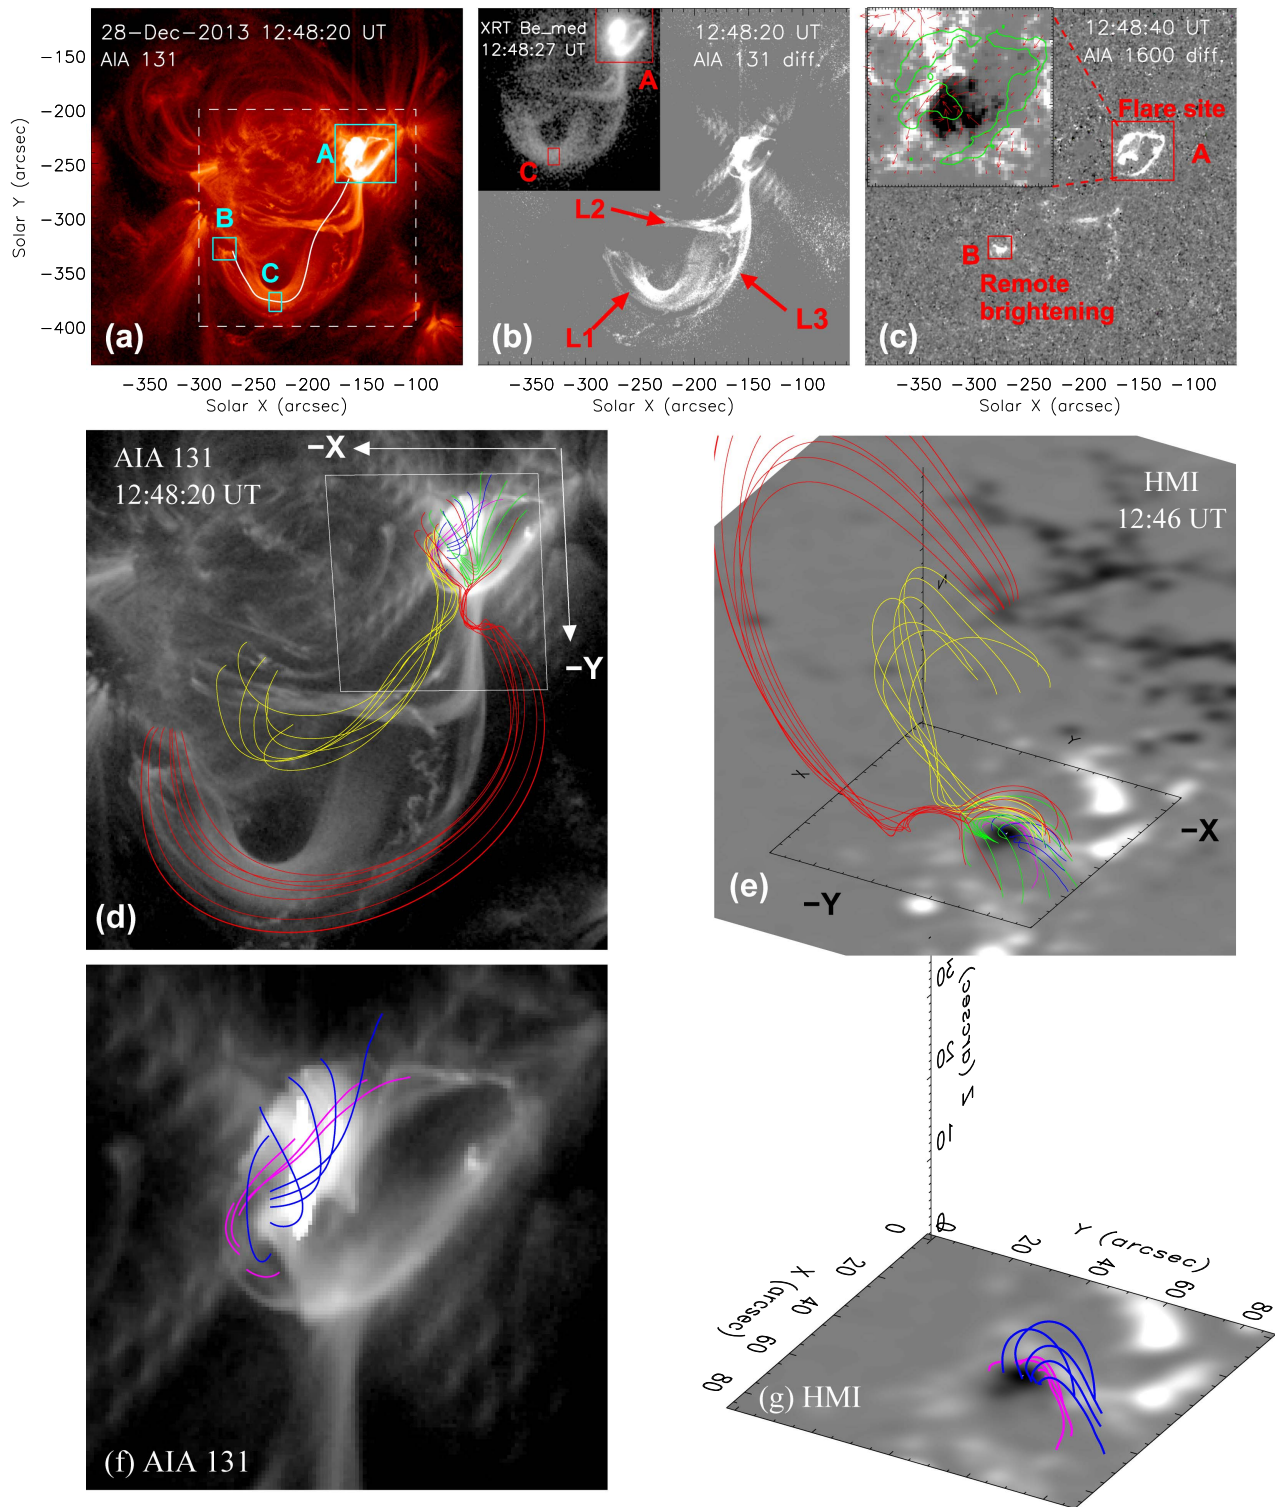 28-Dec-2013 12:48:20 UT
AIA 131
A
B
C
(a)
Solar Y (arcsec)
-100
-150
-200
-250
-300
-350
-400
-350 -300 -250 -200 -150 -100
Solar X (arcsec)
XRT Be_med
12:48:27 UT
12:48:20 UT
AIA 131 diff.
A
C
L2
L1
L3
(b)
-350 -300 -250 -200 -150 -100
Solar X (arcsec)
12:48:40 UT
AIA 1600 diff.
Flare site
A
B
Remote
brightening
(c)
-350 -300 -250 -200 -150 -100
Solar X (arcsec)
AIA 131
12:48:20 UT
-X
-Y
(d)
HMI
12:46 UT
Z
Y
X
-X
-Y
(e)
(f) AIA 131
30
20
10
0
Z (arcsec)
0
20
40
60
80
X (arcsec)
0
20
40
60
80
Y (arcsec)
(g) HMI